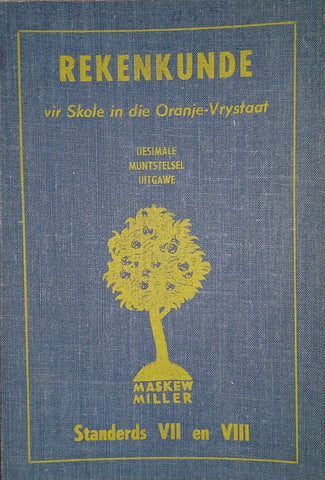 REKENKUNDE
vir Skole in die Oranje-Vrystaat
DESIMALE
MUNTSTELSEL
UITGAWE
MASKEW
MILLER
Standerds VII en VIII